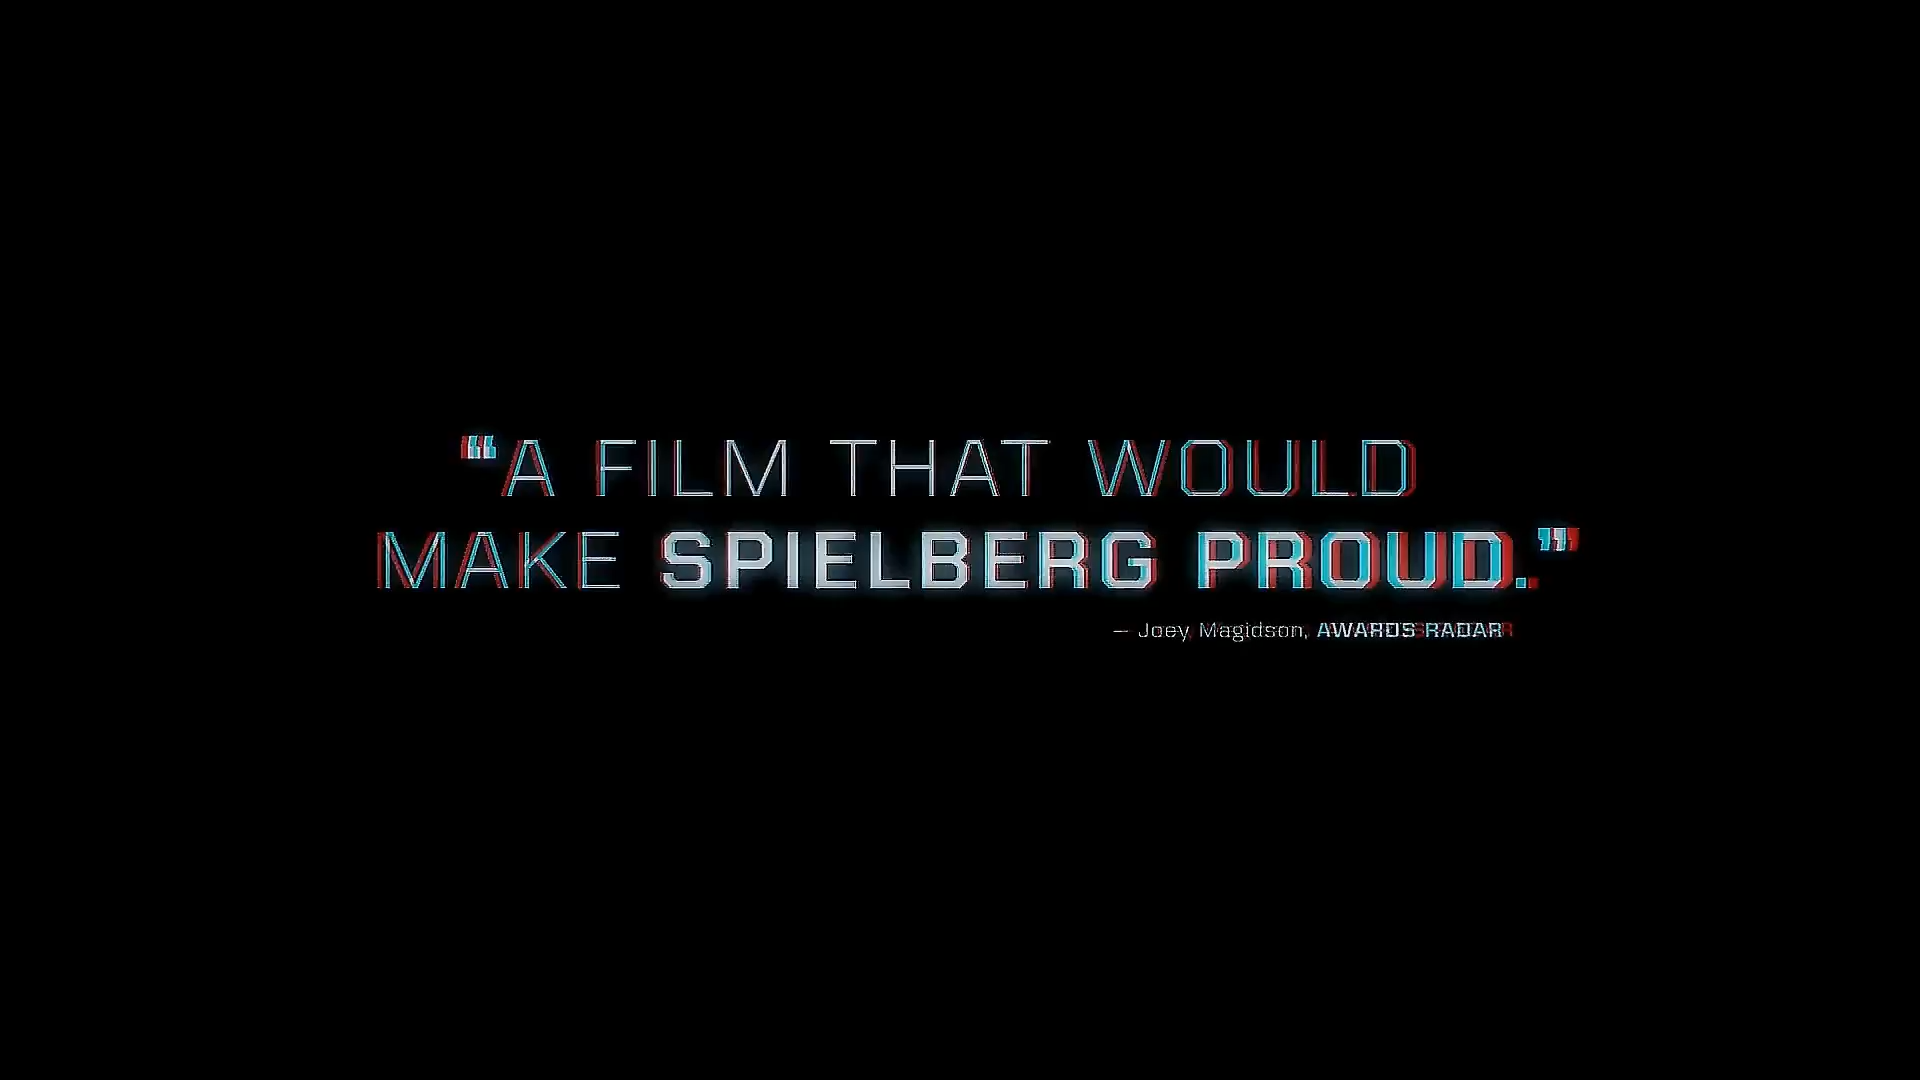 “A FILM THAT WOULD
MAKE SPIELBERG PROUD.”
– Joey Magidson, AWARDS RADAR